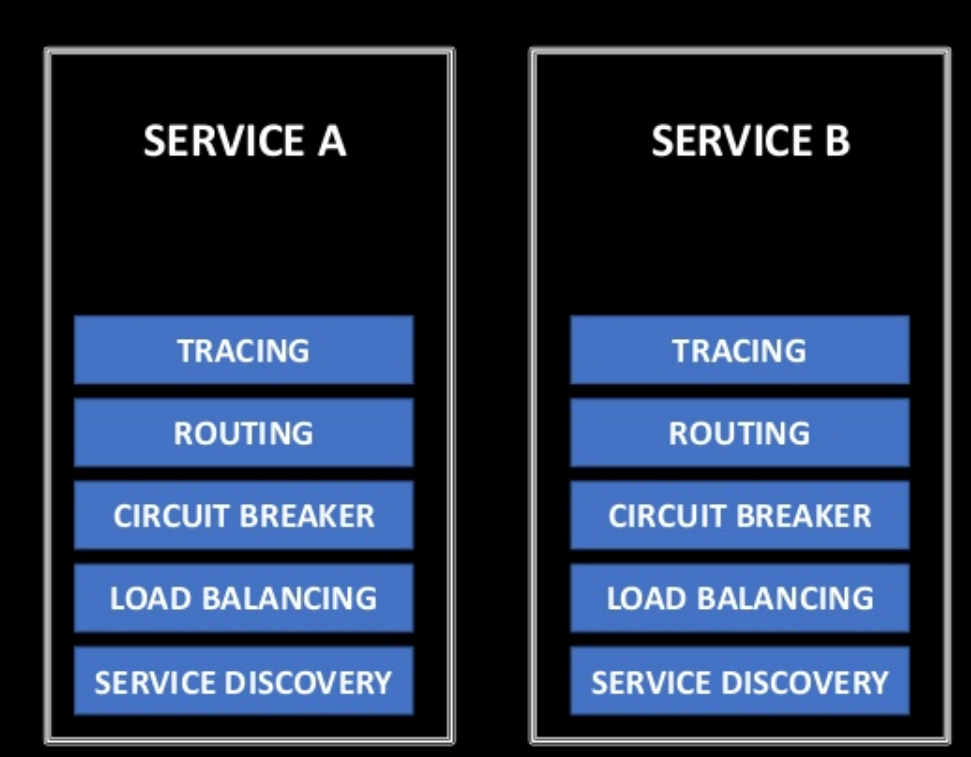 SERVICE A
TRACING
ROUTING
CIRCUIT BREAKER
LOAD BALANCING
SERVICE DISCOVERY
SERVICE B
TRACING
ROUTING
CIRCUIT BREAKER
LOAD BALANCING
SERVICE DISCOVERY